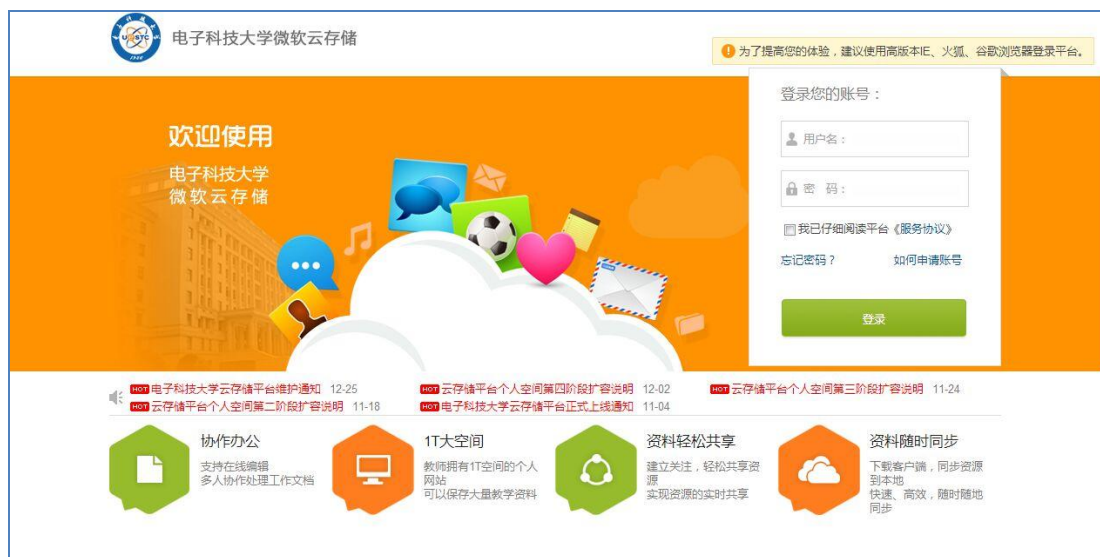 电子科技大学微软云存储
为了提高您的体验，建议使用高版本IE、火狐、谷歌浏览器登录平台。
欢迎使用
电子科技大学
微软云存储
登录您的账号：
用户名：
密 码：
我已仔细阅读平台《服务协议》
忘记密码？ 如何申请账号
登录
HOT 电子科技大学云存储平台维护通知 12-25 HOT 云存储平台个人空间第四阶段扩容说明 12-02 HOT 云存储平台个人空间第三阶段扩容说明 11-24
HOT 云存储平台个人空间第二阶段扩容说明 11-18 HOT 电子科技大学云存储平台正式上线通知 11-04
协作办公
支持在线编辑
多人协作处理工作文档
1T大空间
教师拥有1T空间的个人
网站
可以保存大量教学资料
资料轻松共享
建立关注，轻松共享资
源
实现资源的实时共享
资料随时同步
下载客户端，同步资源
到本地
快速、高效，随时随地
同步